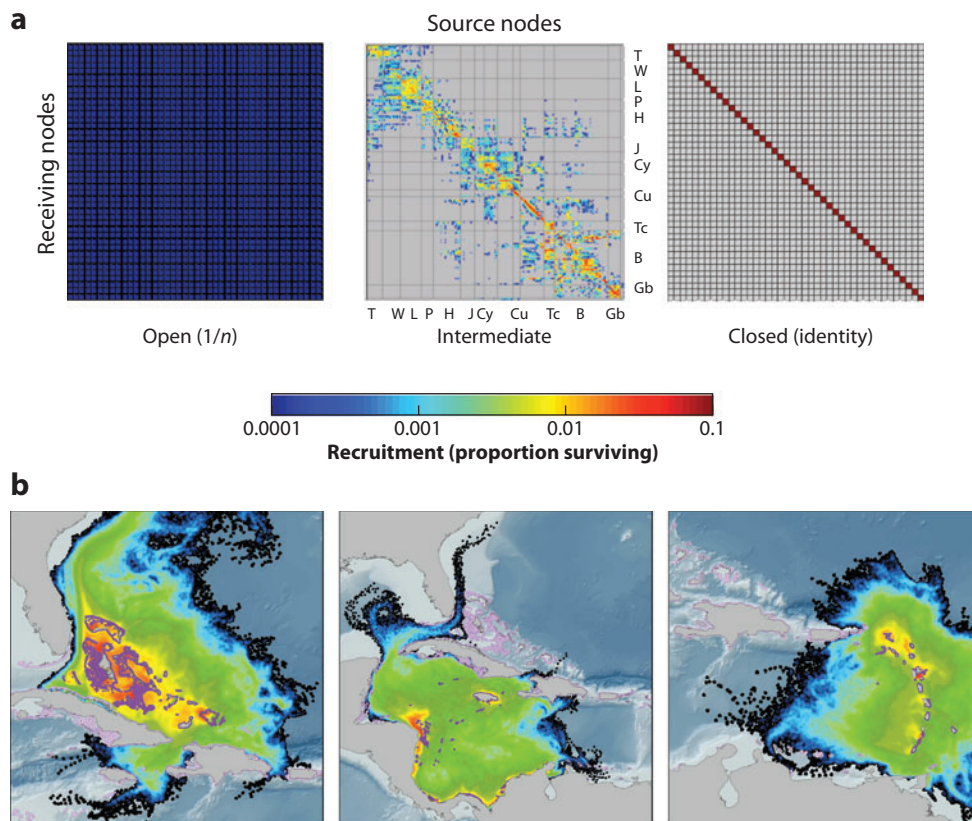 a
Source nodes
Receiving nodes
T
W
L
P
H
J
Cy
Cu
Tc
B
Gb
T W L P H J Cy Cu Tc B Gb
Open (1/n)
Intermediate
Closed (identity)
0.0001 0.001 0.01 0.1
Recruitment (proportion surviving)
b